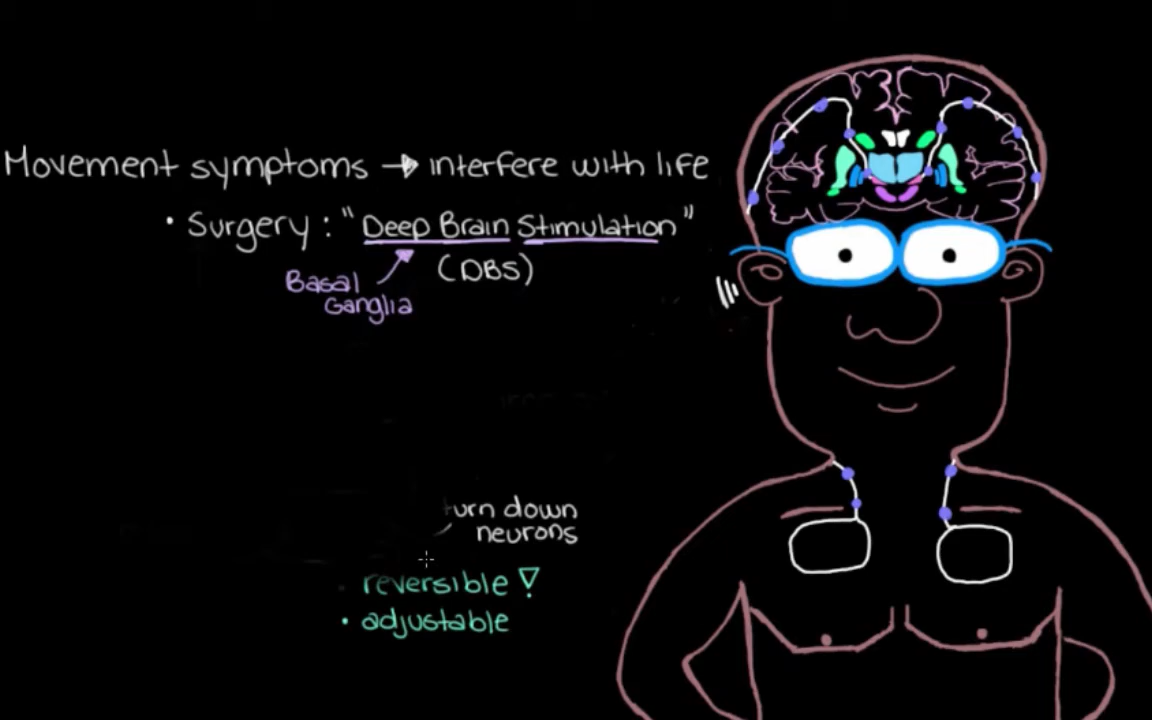 Movement symptoms → interfere with life
• Surgery: "Deep Brain Stimulation"
(DBS)
Basal
Ganglia
turn down
neurons
• reversible!
• adjustable